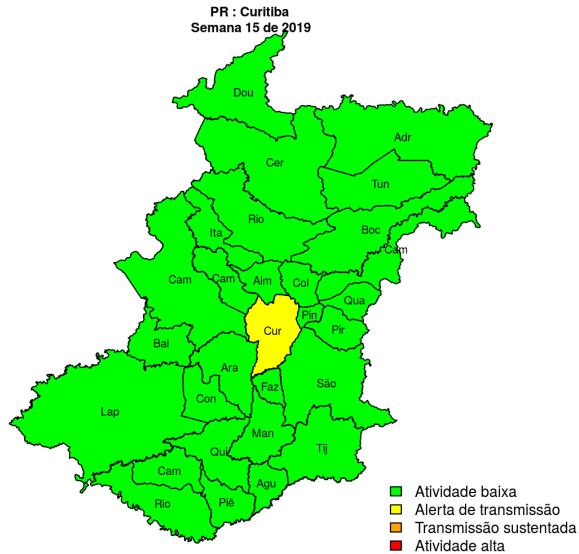 PR : Curitiba
Semana 15 de 2019
Dou
Adr
Cer
Tun
Rio
Ita
Boc
Cam
Cam
Cam
Alm
Col
Qua
Pin
Pir
Cur
Bal
Ara
Faz
São
Con
Lap
Man
Tij
Qui
Cam
Agu
Rio
Piê
Atividade baixa
Alerta de transmissão
Transmissão sustentada
Atividade alta